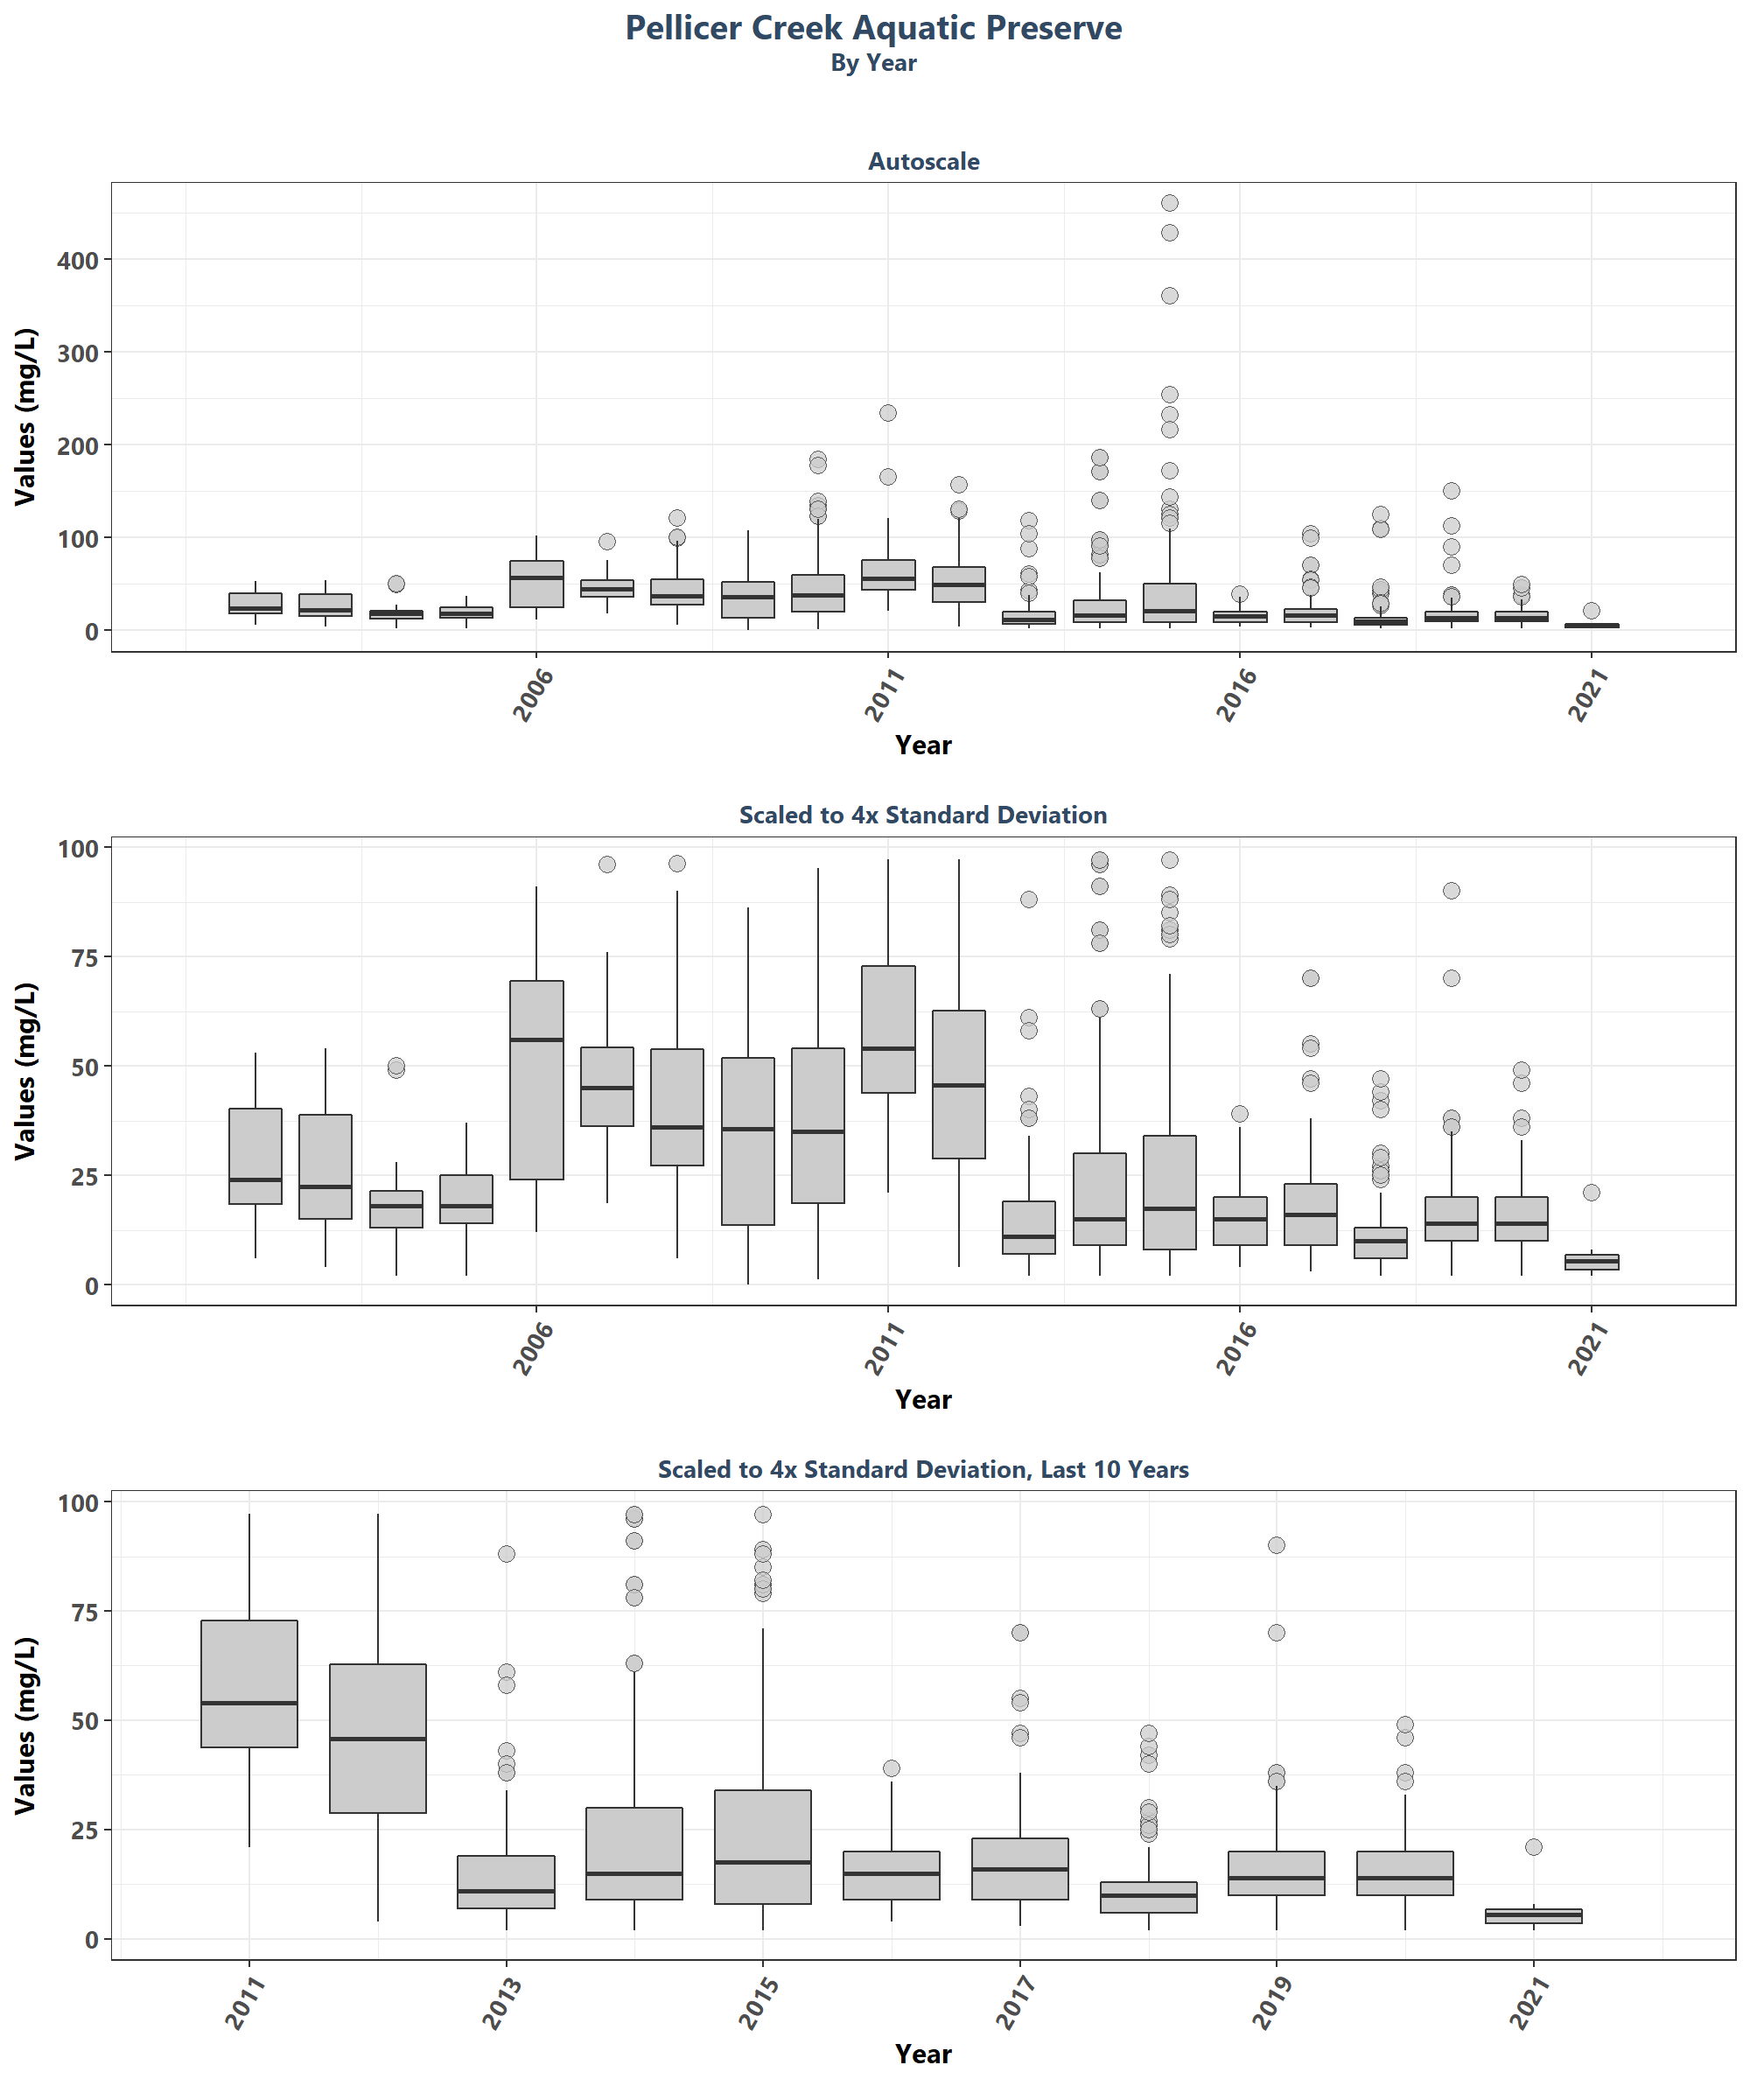 Pellicer Creek Aquatic Preserve
By Year
Autoscale
Values (mg/L)
400
300
200
100
0
2006
2011
2016
2021
Year
Scaled to 4x Standard Deviation
Values (mg/L)
100
75
50
25
0
2006
2011
2016
2021
Year
Scaled to 4x Standard Deviation, Last 10 Years
Values (mg/L)
100
75
50
25
0
2011
2013
2015
2017
2019
2021
Year